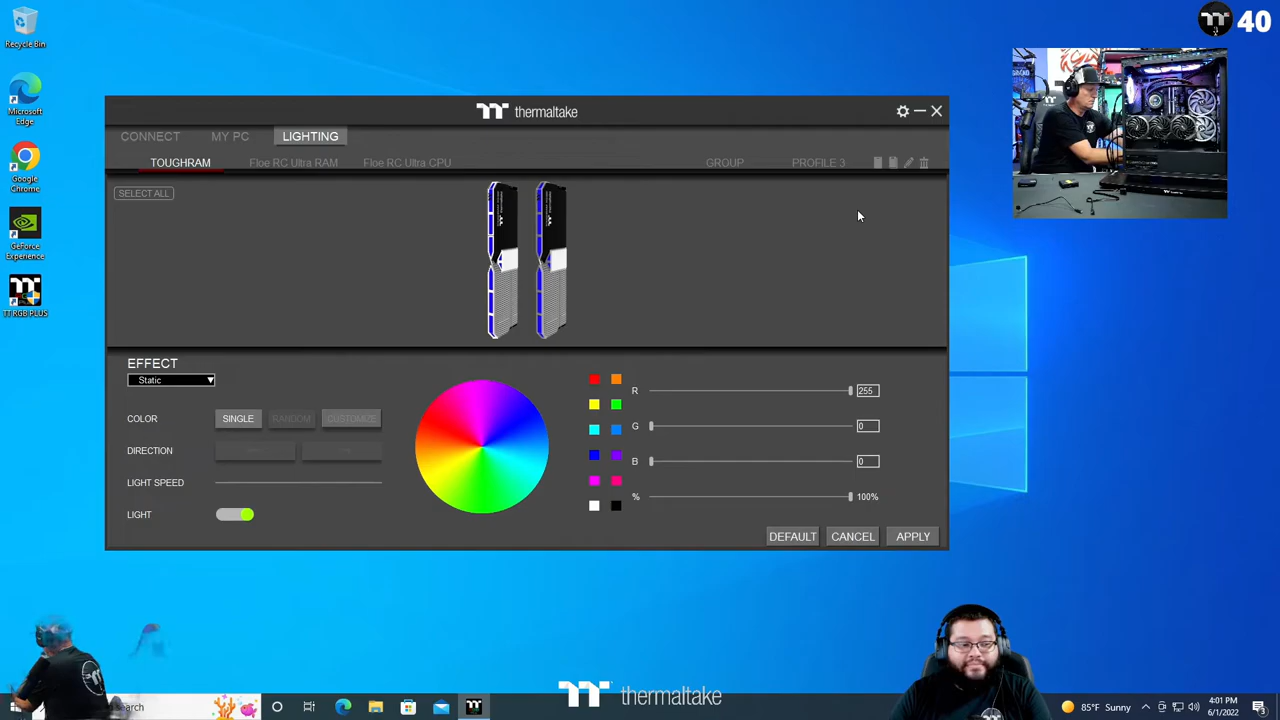 Recycle Bin
Microsoft
Edge
Google
Chrome
GeForce
Experience
TT RGB PLUS
40
thermaltake
CONNECT MY PC LIGHTING
TOUGHRAM Floe RC Ultra RAM Floe RC Ultra CPU GROUP PROFILE 3
SELECT ALL
EFFECT
Static
COLOR SINGLE RANDOM CUSTOMIZE
DIRECTION
LIGHT SPEED
LIGHT
R 255
G 0
B 0
% 100%
DEFAULT CANCEL APPLY
thermaltake
85°F Sunny
4:01 PM
6/1/2022